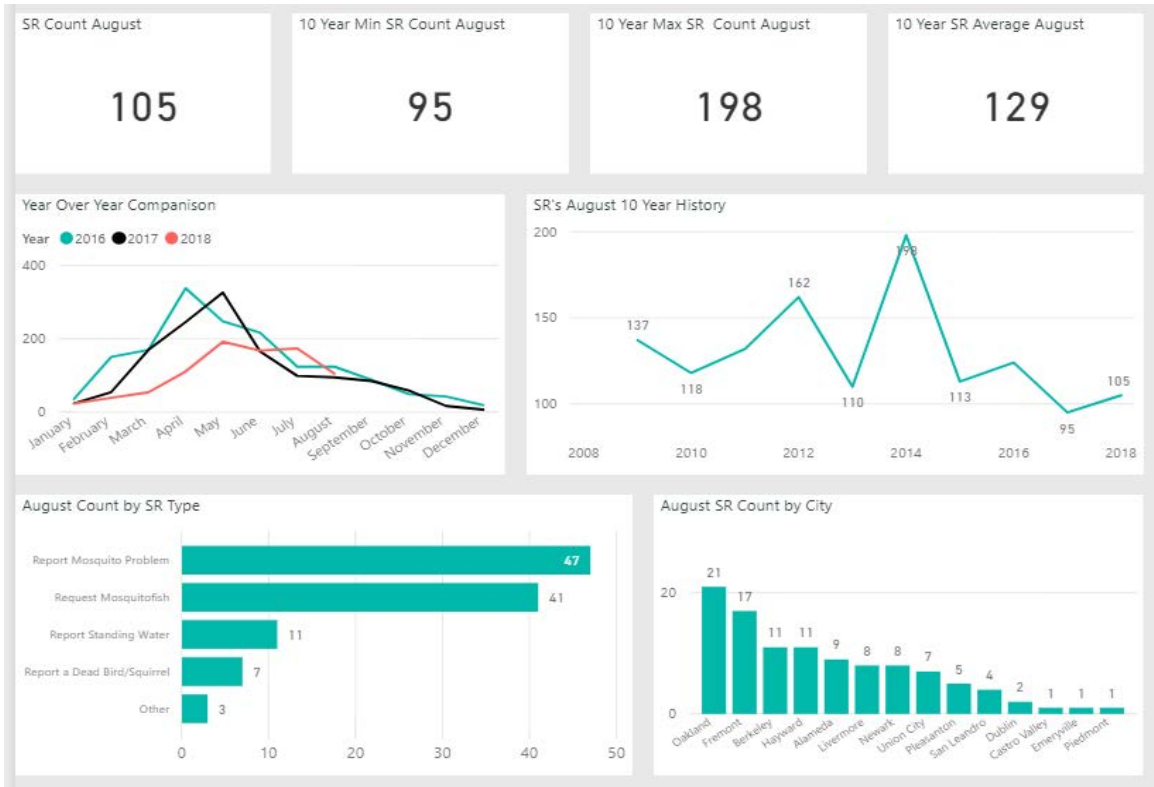 SR Count August
105
10 Year Min SR Count August
95
10 Year Max SR  Count August
198
10 Year SR Average August
129
Year Over Year Comparison
Year 2016 2017 2018
400
200
0
January February March April May June July August September October November December
SR's August 10 Year History
200
150
100
137
118
162
110
198
113
95
105
2008 2010 2012 2014 2016 2018
August Count by SR Type
Report Mosquito Problem 47
Request Mosquitofish 41
Report Standing Water 11
Report a Dead Bird/Squirrel 7
Other 3
0 10 20 30 40 50
August SR Count by City
20
0
21 17 11 11 9 8 8 7 5 4 2 1 1 1
Oakland Fremont Berkeley Hayward Alameda Livermore Newark Union City Pleasanton San Leandro Dublin Castro Valley Emeryville Piedmont